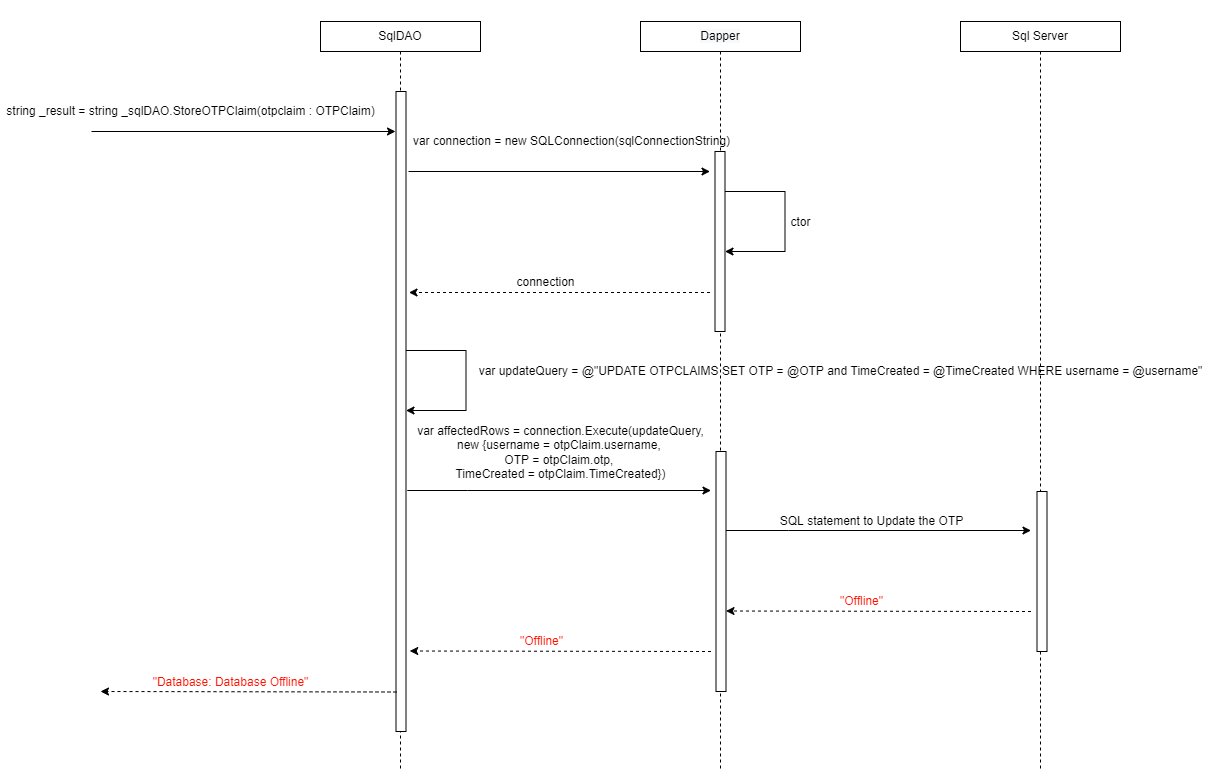 SqlDAO
Dapper
Sql Server
string _result = string _sqlDAO.StoreOTPClaim(otpclaim : OTPClaim)
var connection = new SQLConnection(sqlConnectionString)
ctor
connection
var updateQuery = @"UPDATE OTPCLAIMS SET OTP = @OTP and TimeCreated = @TimeCreated WHERE username = @username"
var affectedRows = connection.Execute(updateQuery,
new {username = otpClaim.username,
OTP = otpClaim.otp,
TimeCreated = otpClaim.TimeCreated})
SQL statement to Update the OTP
"Offline"
"Offline"
"Database: Database Offline"